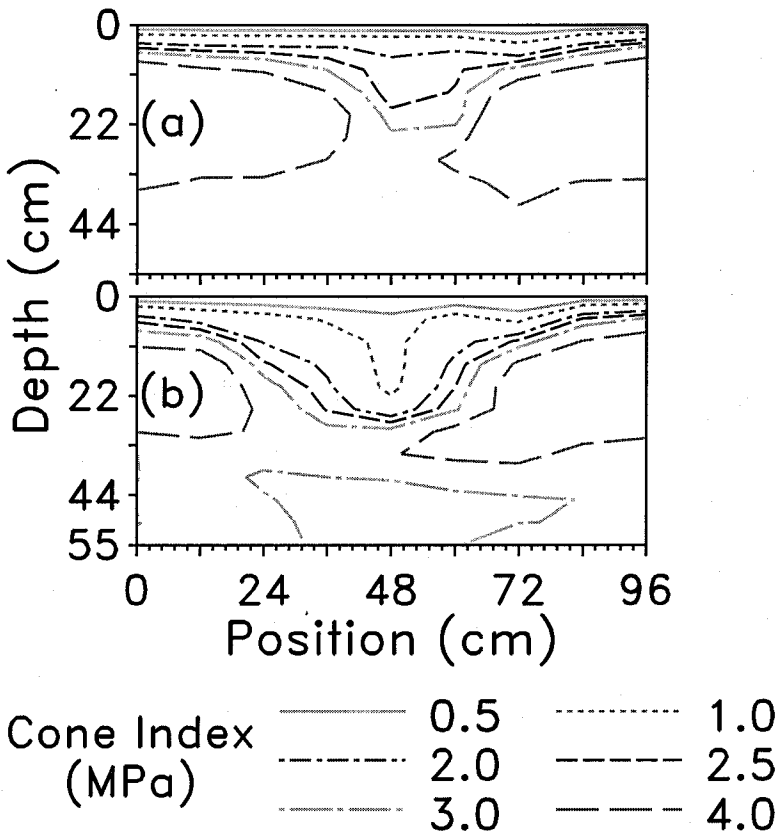 0
22
44
(a)
Depth (cm)
0
22
44
55
(b)
0 24 48 72 96
Position (cm)
Cone Index
(MPa)
0.5 1.0
2.0 2.5
3.0 4.0